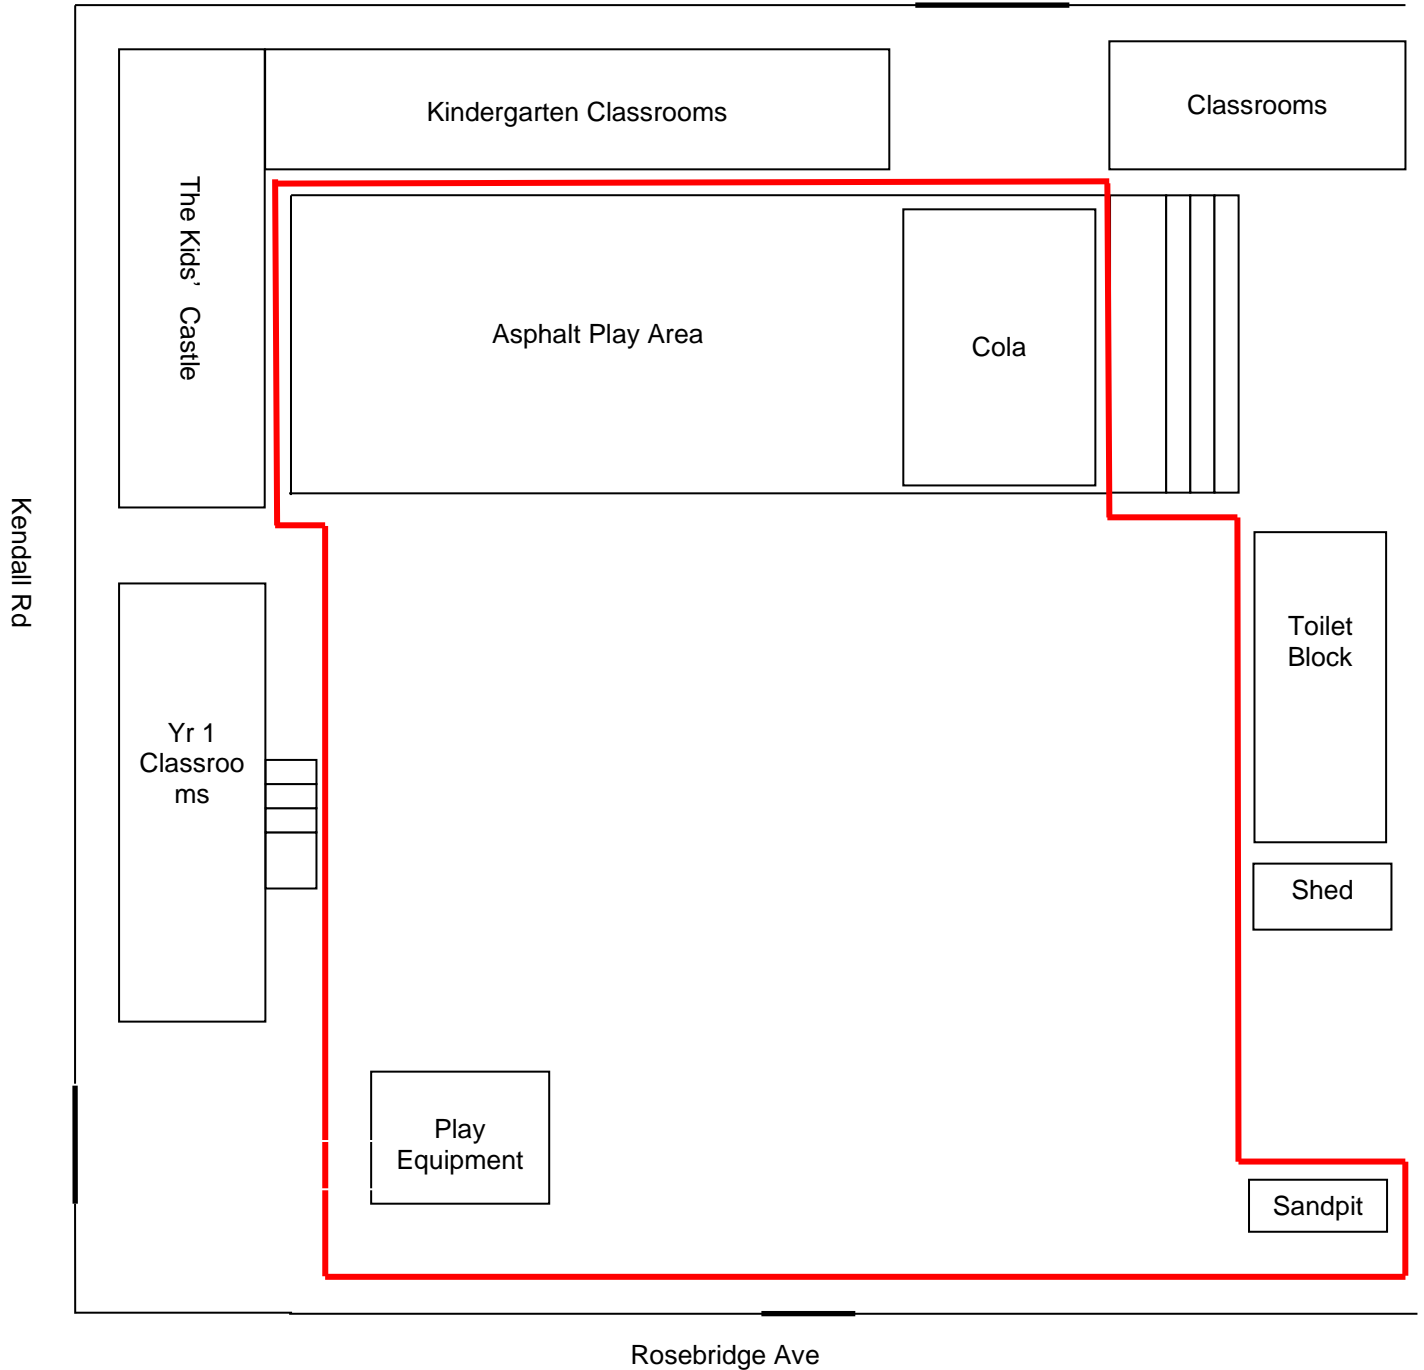 Kindergarten Classrooms
Classrooms
The Kids' Castle
Asphalt Play Area
Cola
Kendall Rd
Toilet
Block
Yr 1
Classroo
ms
Shed
Play
Equipment
Sandpit
Rosebridge Ave